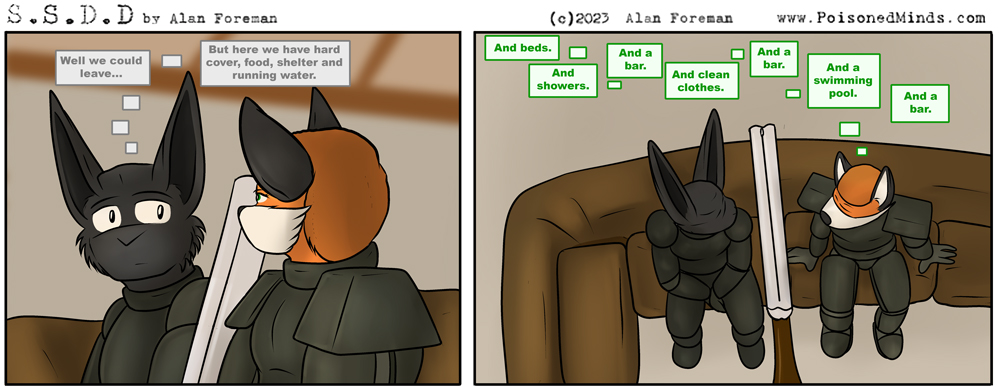 S.S.D.D by Alan Foreman
(c)2023 Alan Foreman
www.PoisonedMinds.com
Well we could
leave...
But here we have hard
cover, food, shelter and
running water.
And beds.
And
showers.
And a
bar.
And clean
clothes.
And a
bar.
And a
swimming
pool.
And a
bar.